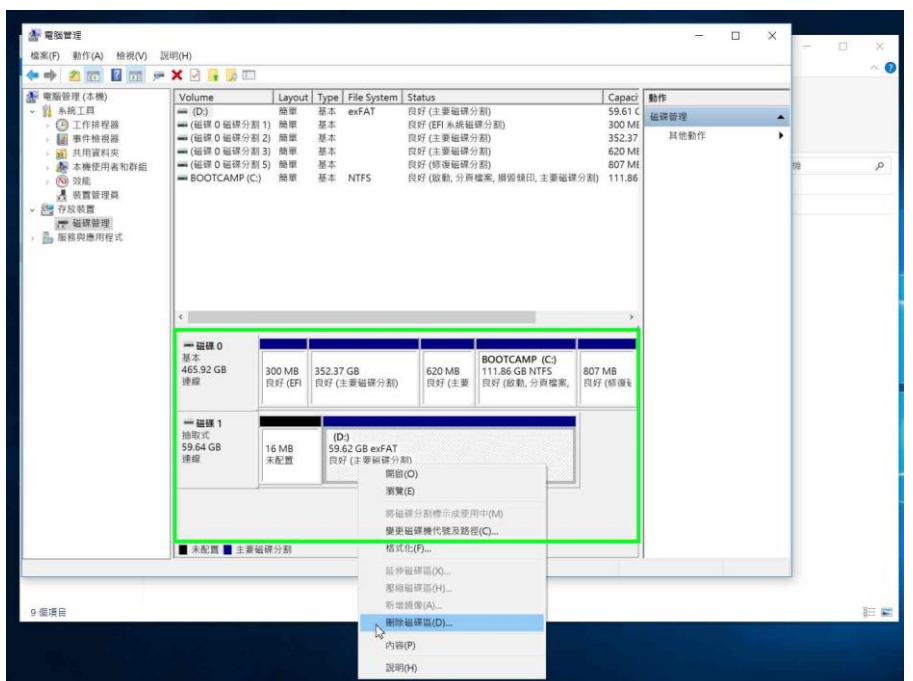 電腦管理
檔案(F) 動作(A) 檢視(V) 說明(H)
電腦管理 (本機)
系統工具
工作排程器
事件檢視器
共用資料夾
本機使用者和群組
效能
裝置管理員
存放裝置
磁碟管理
服務與應用程式
Volume Layout Type File System Status Capacit
(D:) 簡單 基本 exFAT 良好 (主要磁碟分割) 59.61 G
(磁碟 0 磁碟分割 1) 簡單 基本 良好 (EFI 系統磁碟分割) 300 ME
(磁碟 0 磁碟分割 2) 簡單 基本 良好 (主要磁碟分割) 352.37
(磁碟 0 磁碟分割 3) 簡單 基本 良好 (主要磁碟分割) 620 ME
(磁碟 0 磁碟分割 5) 簡單 基本 良好 (修復磁碟分割) 807 ME
BOOTCAMP (C:) 簡單 基本 NTFS 良好 (啟動, 分頁檔案, 損毀傾印, 主要磁碟分割) 111.86
動作
磁碟管理
其他動作
磁碟 0
基本
465.92 GB
連線
300 MB
良好 (EFI
352.37 GB
良好 (主要磁碟分割)
620 MB
良好 (主要
BOOTCAMP (C:)
111.86 GB NTFS
良好 (啟動, 分頁檔案,
807 MB
良好 (修復
磁碟 1
抽取式
59.64 GB
連線
16 MB
未配置
(D:)
59.62 GB exFAT
良好 (主要磁碟分割)
未配置 主要磁碟分割
開啟(O)
瀏覽(E)
將磁碟分割標示成使用中(M)
變更磁碟機代號及路徑(C)...
格式化(F)...
延伸磁碟區(X)...
壓縮磁碟區(H)...
新增鏡像(A)...
刪除磁碟區(D)...
內容(P)
說明(H)
9 個項目